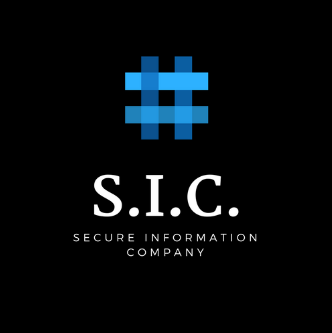 S.I.C.
SECURE INFORMATION
COMPANY